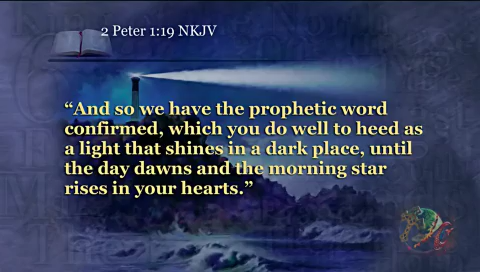 2 Peter 1:19 NKJV
“And so we have the prophetic word
confirmed, which you do well to heed as
a light that shines in a dark place, until
the day dawns and the morning star
rises in your hearts.”